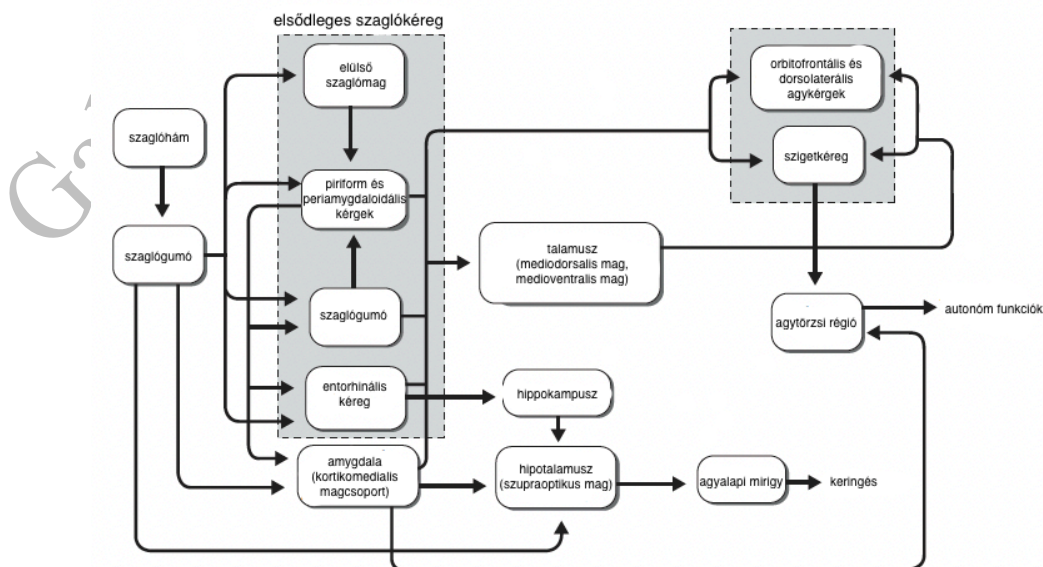 elsődleges szaglókéreg
elülső
szaglómag
orbitofrontális és
dorsolaterális
agykérgek
szaglóhám
szigetkéreg
piriform és
periamygdaloidális
kérgek
szaglógumó
talamusz
(mediodorsalis mag,
medioventralis mag)
szaglógumó
agytörzsi régió
autonóm funkciók
entorhinális
kéreg
hippokampusz
amygdala
(kortikomedialis
magcsoport)
hipotalamusz
(szupraoptikus mag)
agyalapi mirigy
keringés